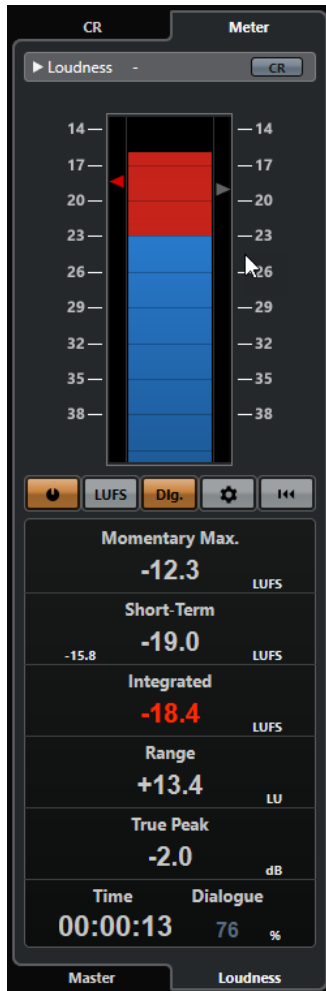 CR Meter
Loudness - CR
14 14
17 17
20 20
23 23
26 26
29 29
32 32
35 35
38 38
LUFS Dlg.
Momentary Max.
-12.3 LUFS
Short-Term
-15.8 -19.0 LUFS
Integrated
-18.4 LUFS
Range
+13.4 LU
True Peak
-2.0 dB
Time Dialogue
00:00:13 76 %
Master Loudness